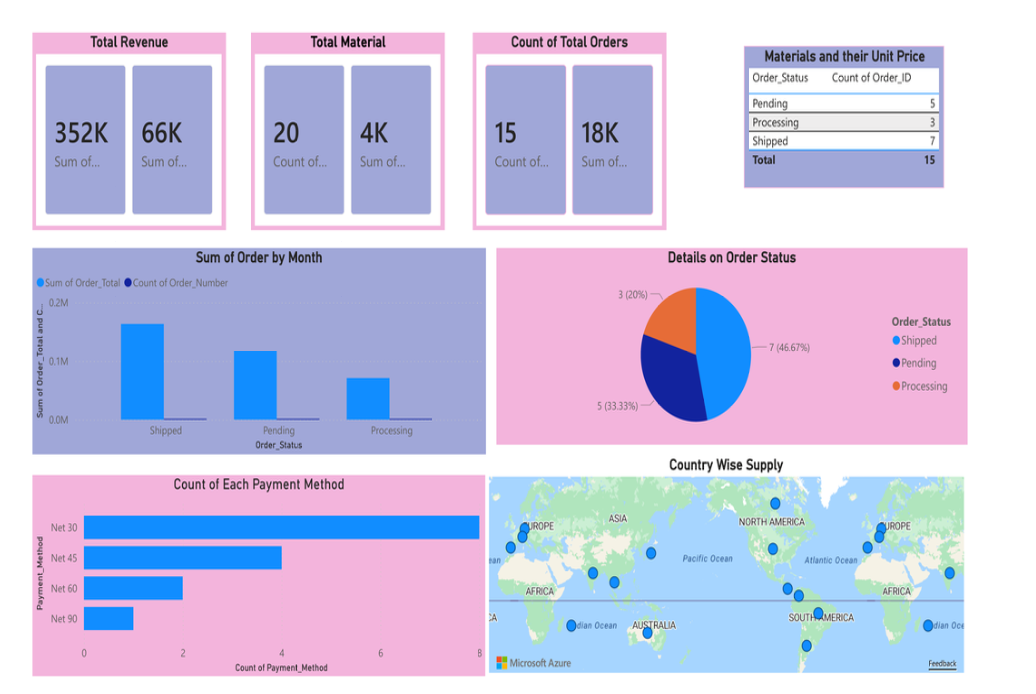 Total Revenue
352K
Sum of...
66K
Sum of...
Total Material
20
Count of...
4K
Sum of...
Count of Total Orders
15
Count of...
18K
Sum of...
Materials and their Unit Price
Order_Status Count of Order_ID
Pending 5
Processing 3
Shipped 7
Total 15
Sum of Order by Month
Sum of Order_Total Count of Order_Number
Sum of Order_Total and C...
0.2M
0.1M
0.0M
Shipped Pending Processing
Order_Status
Details on Order Status
3 (20%)
7 (46.67%)
5 (33.33%)
Order_Status
Shipped
Pending
Processing
Count of Each Payment Method
Payment_Method
Net 30
Net 45
Net 60
Net 90
0 2 4 6 8
Count of Payment_Method
Country Wise Supply
EUROPE ASIA NORTH AMERICA EUROPE
ean Pacific Ocean Atlantic Ocean
AFRICA AFRICA
CA dian Ocean AUSTRALIA SOUTH AMERICA dian Oce
Microsoft Azure
Feedback